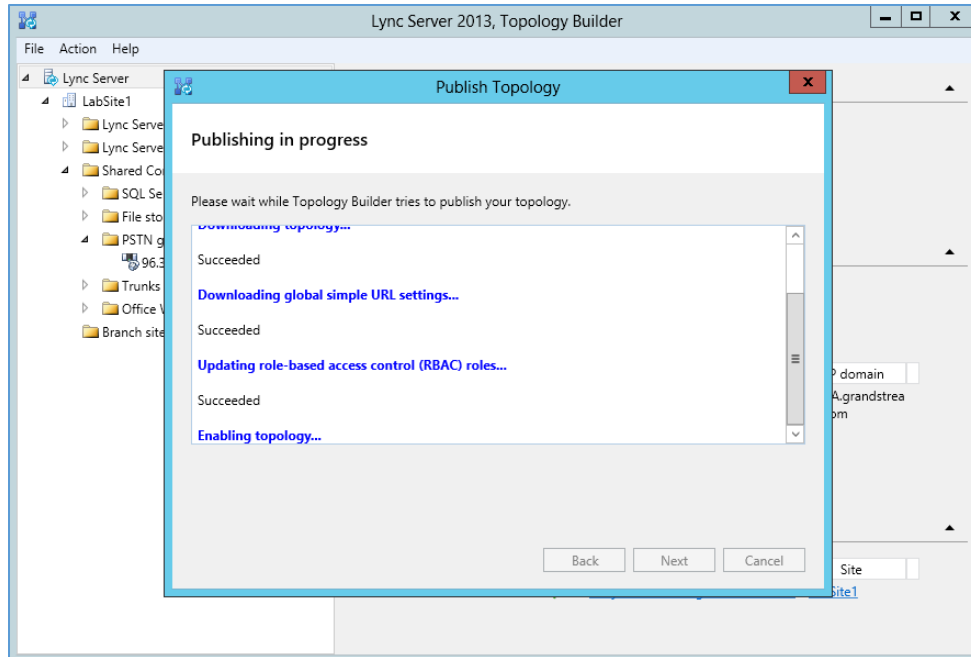 Lync Server 2013, Topology Builder
File Action Help
Lync Server
LabSite1
Lync Serve
Lync Serve
Shared Co
SQL Se
File sto
PSTN g
96.3
Trunks
Office
Branch site
Publish Topology
Publishing in progress
Please wait while Topology Builder tries to publish your topology.
Downloading topology...
Succeeded
Downloading global simple URL settings...
Succeeded
Updating role-based access control (RBAC) roles...
Succeeded
Enabling topology...
Back Next Cancel
domain
A.grandstrea
om
Site
Site1